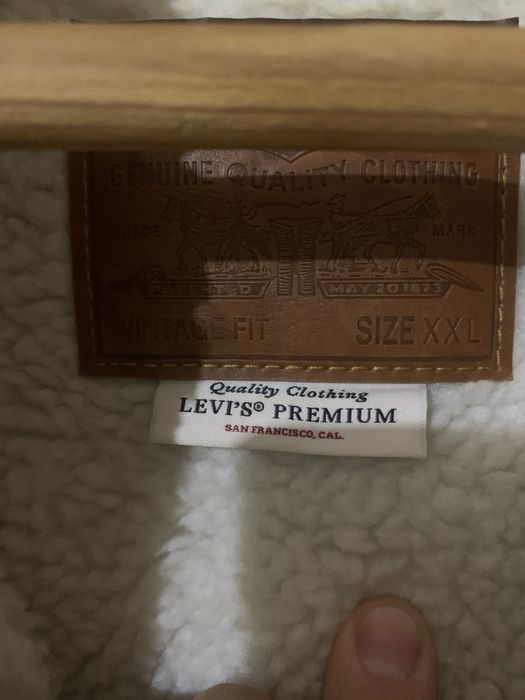 GENUINE QUALITY CLOTHING
TRADE MARK
PATENTED MAY 20 1873
VINTAGE FIT SIZE XXL
Quality Clothing
LEVI'S® PREMIUM
SAN FRANCISCO, CAL.